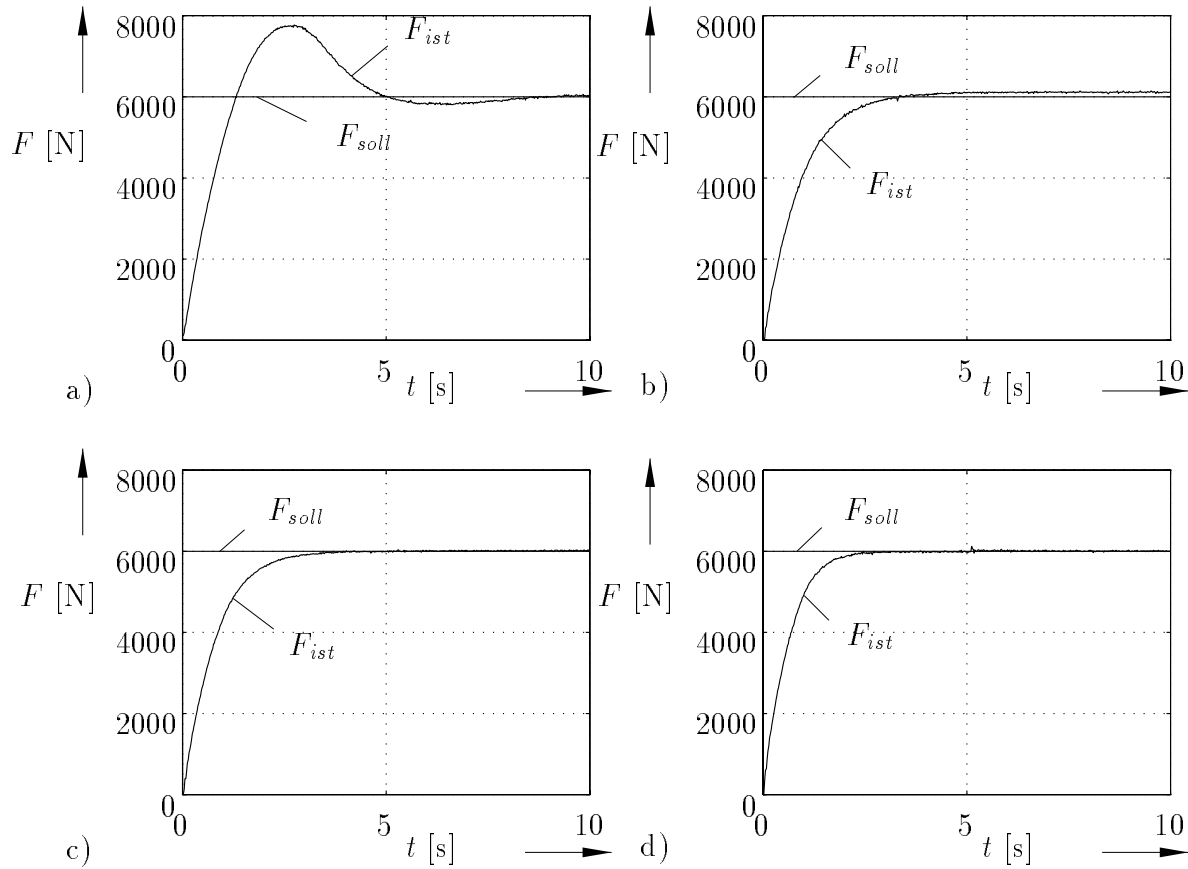 8000
F_ist
6000
F [N]
F_soll
4000
2000
0
0 5 10
t [s]
a)
8000
F_soll
6000
F [N]
4000
F_ist
2000
0
0 5 10
t [s]
b)
8000
F_soll
6000
F [N]
4000
F_ist
2000
0
0 5 10
t [s]
c)
8000
F_soll
6000
F [N]
4000
F_ist
2000
0
0 5 10
t [s]
d)